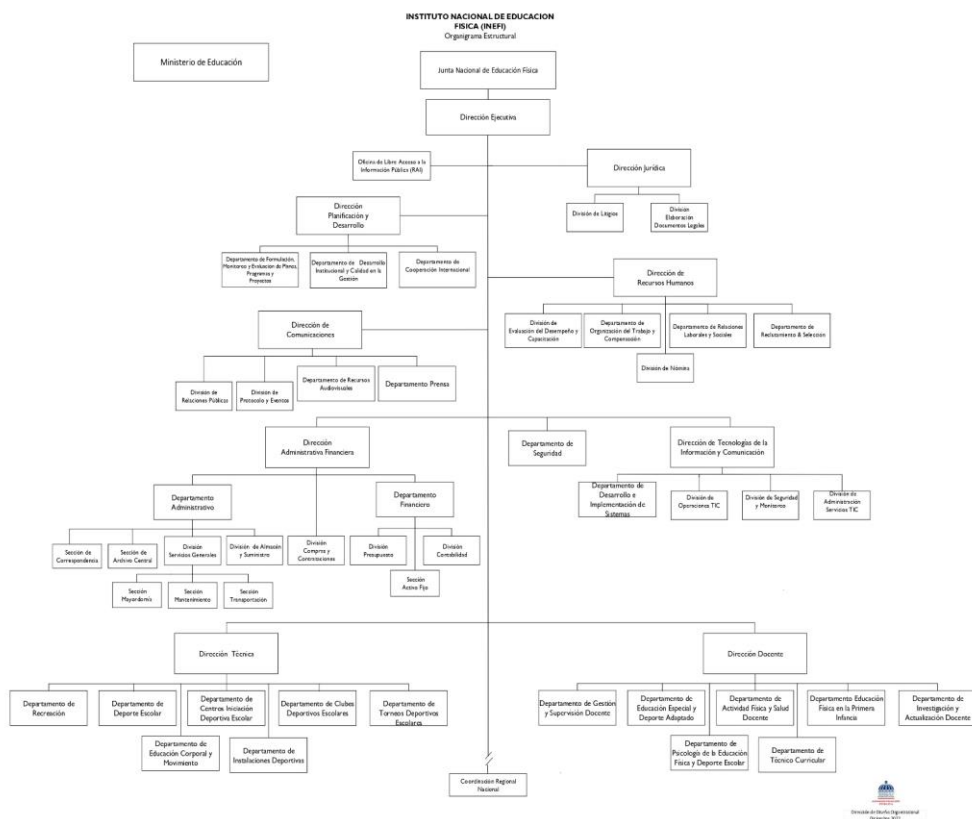 INSTITUTO NACIONAL DE EDUCACION
FISICA (INEFI)
Organigrama Estructural
Ministerio de Educación
Junta Nacional de Educación Física
Dirección Ejecutiva
Oficina de Libre Acceso a la
Información Pública (RAI)
Dirección Jurídica
División de Litigios
División
Elaboración
Documentos Legales
Dirección
Planificación y
Desarrollo
Departamento de Formulación,
Monitoreo y Evaluación de Planes,
Programas y
Proyectos
Departamento de Desarrollo
Institucional y Calidad en la
Gestión
Departamento de
Cooperación Internacional
Dirección de
Recursos Humanos
División de
Evaluación del Desempeño y
Capacitación
Departamento de
Organización del Trabajo y
Compensación
Departamento de Relaciones
Laborales y Sociales
Departamento de
Reclutamiento & Selección
División de Nómina
Dirección de
Comunicaciones
División de
Relaciones Públicas
División de
Protocolo y Eventos
Departamento de Recursos
Audiovisuales
Departamento Prensa
Dirección
Administrativa Financiera
Departamento de
Seguridad
Dirección de Tecnologías de la
Información y Comunicación
Departamento de
Desarrollo e
Implementación de
Sistemas
División de
Operaciones TIC
División de Seguridad
y Monitoreo
División de
Administración
Servicios TIC
Departamento
Administrativo
Departamento
Financiero
Sección de
Correspondencia
Sección de
Archivo Central
División
Servicios Generales
División de Almacén
y Suministro
División
Compras y
Contrataciones
División
Presupuesto
División
Contabilidad
Sección
Activo Fijo
Sección
Mayordomía
Sección
Mantenimiento
Sección
Transportación
Dirección Técnica
Departamento de
Recreación
Departamento de
Deporte Escolar
Departamento de
Centros Iniciación
Deportiva Escolar
Departamento de Clubes
Deportivos Escolares
Departamento de
Torneos Deportivos
Escolares
Departamento de
Educación Corporal y
Movimiento
Departamento de
Instalaciones Deportivas
Dirección Docente
Departamento de Gestión
y Supervisión Docente
Departamento de
Educación Especial y
Deporte Adaptado
Departamento de
Actividad Física y Salud
Docente
Departamento Educación
Física en la Primera
Infancia
Departamento de
Investigación y
Actualización Docente
Departamento de
Psicología de la Educación
Física y Deporte Escolar
Departamento de
Técnico Curricular
Coordinación Regional
Nacional
Dirección de Diseño Organizacional